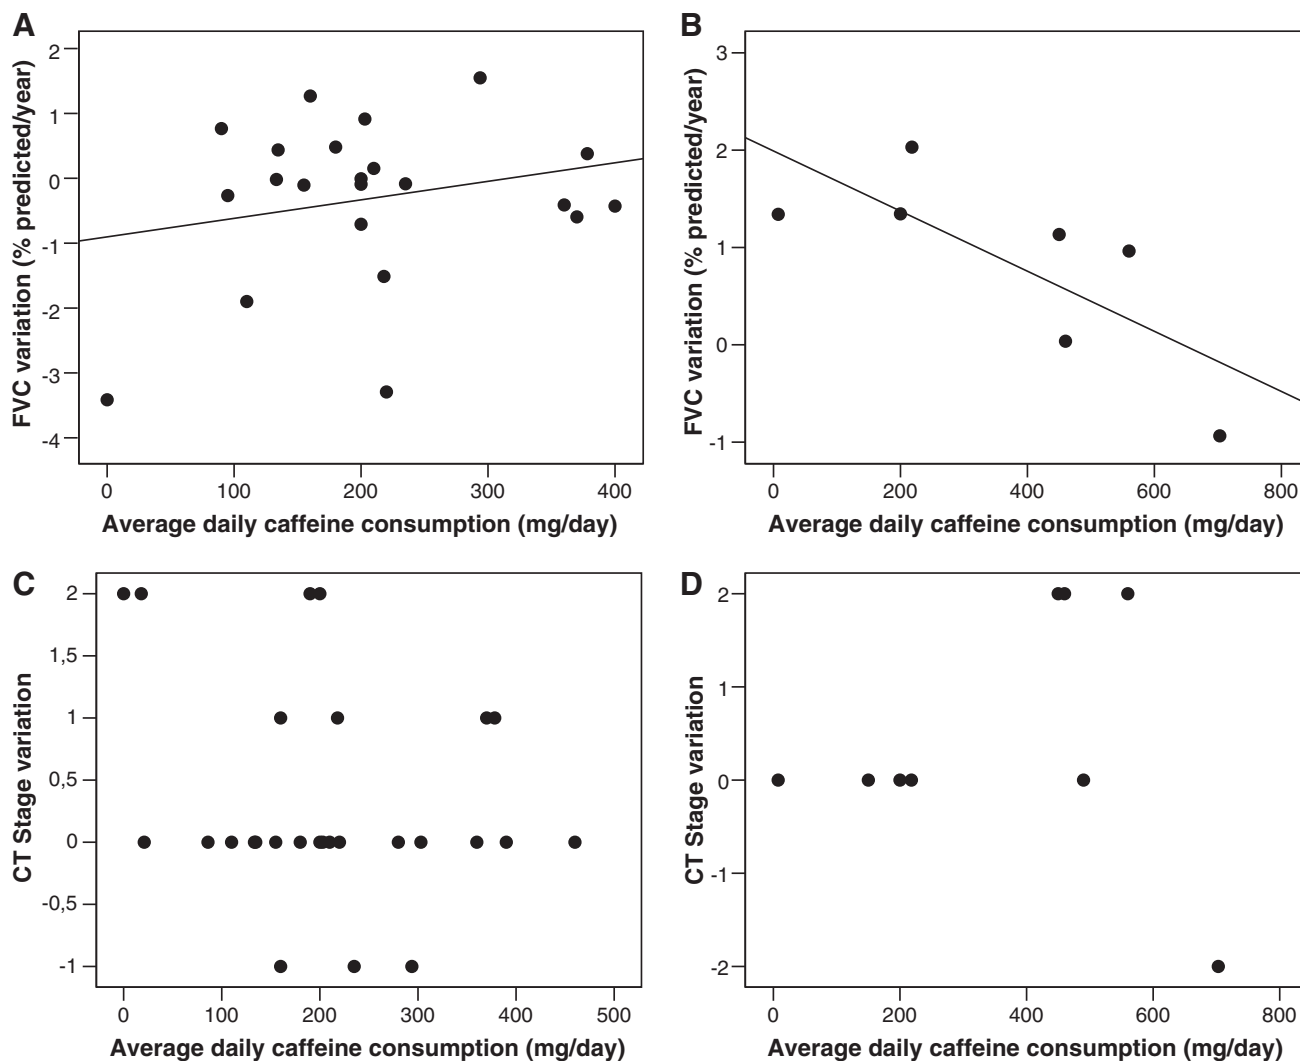 A
FVC variation (% predicted/year)
2
1
0
-1
-2
-3
-4
0 100 200 300 400
Average daily caffeine consumption (mg/day)
B
FVC variation (% predicted/year)
3
2
1
0
-1
0 200 400 600 800
Average daily caffeine consumption (mg/day)
C
CT Stage variation
2
1,5
1
0,5
0
-0,5
-1
0 100 200 300 400 500
Average daily caffeine consumption (mg/day)
D
CT Stage variation
2
1
0
-1
-2
0 200 400 600 800
Average daily caffeine consumption (mg/day)